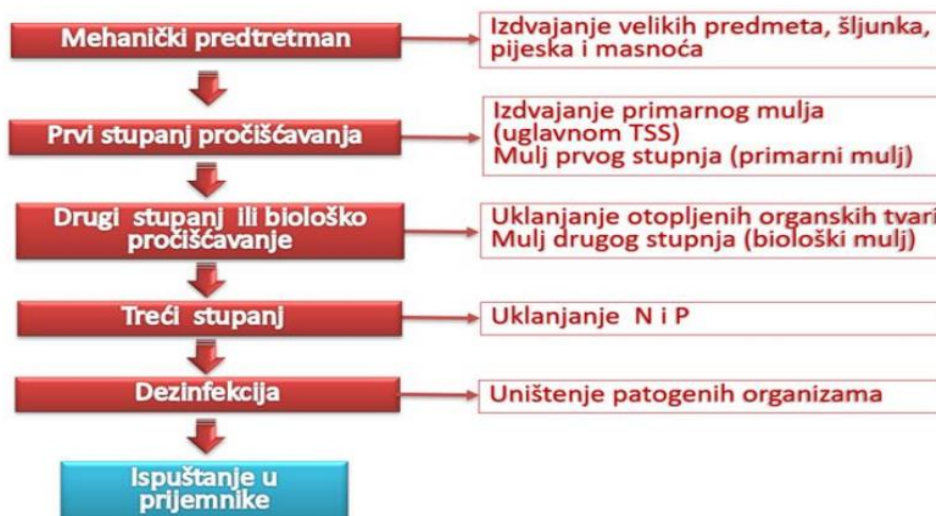 Mehanički predtretman
Izdvajanje velikih predmeta, šljunka,
pijeska i masnoća
Prvi stupanj pročišćavanja
Izdvajanje primarnog mulja
(uglavnom TSS)
Mulj prvog stupnja (primarni mulj)
Drugi stupanj ili biološko
pročišćavanje
Uklanjanje otopljenih organskih tvari
Mulj drugog stupnja (biološki mulj)
Treći stupanj
Uklanjanje N i P
Dezinfekcija
Uništenje patogenih organizama
Ispuštanje u
prijemnike